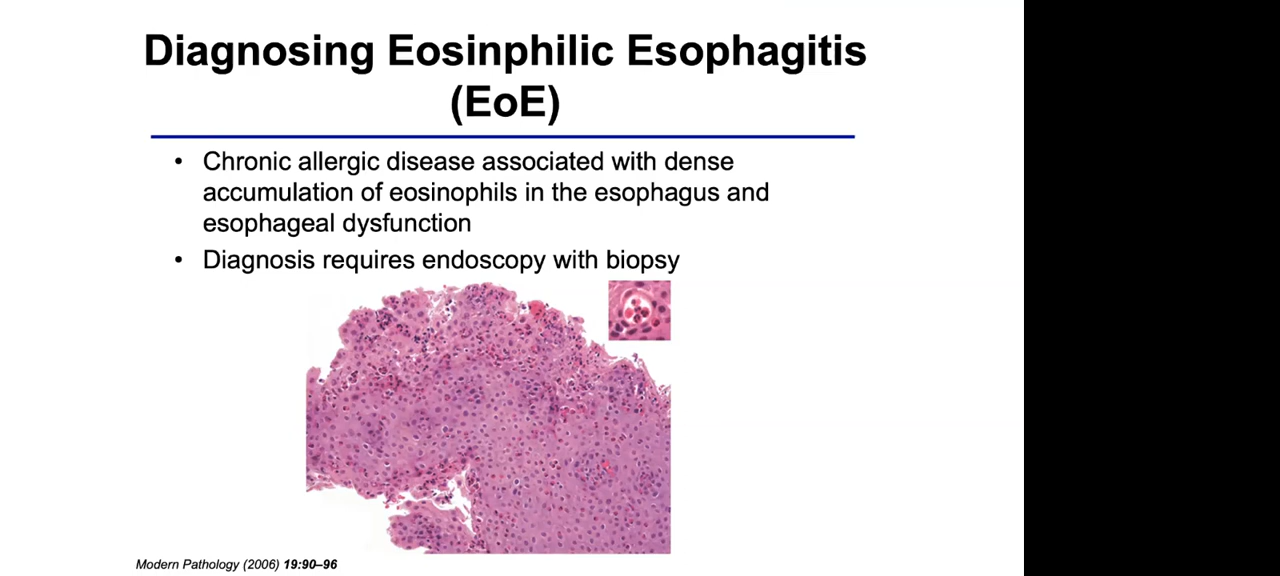 Diagnosing Eosinphilic Esophagitis
(EoE)
• Chronic allergic disease associated with dense
accumulation of eosinophils in the esophagus and
esophageal dysfunction
• Diagnosis requires endoscopy with biopsy
Modern Pathology (2006) 19:90–96